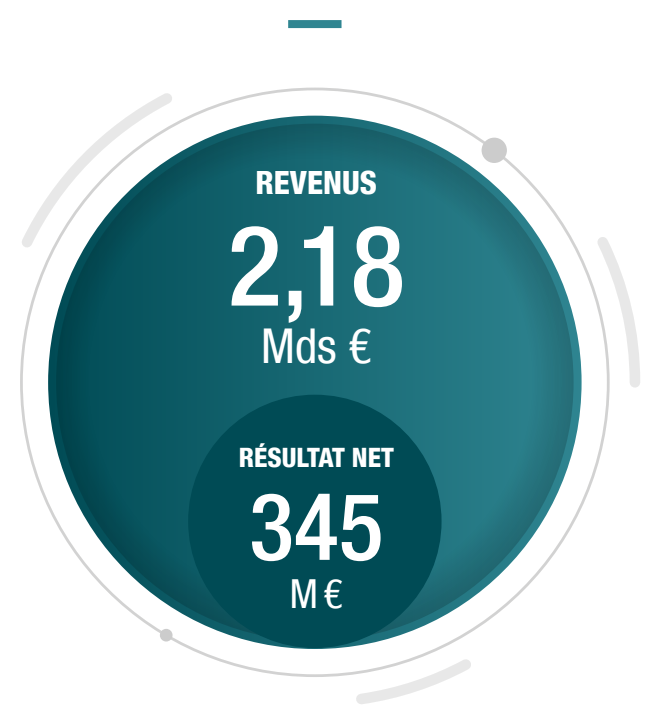 REVENUS
2,18
Mds €
RÉSULTAT NET
345
M €